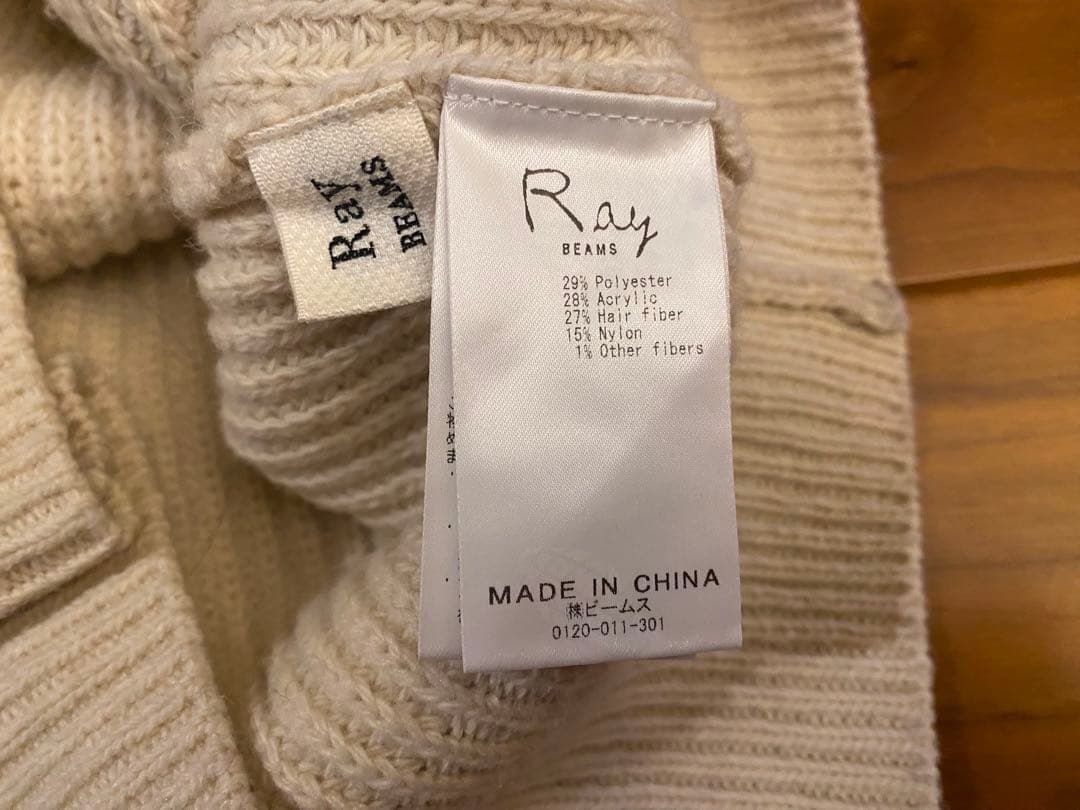 Ray
BEAMS
Ray
BEAMS
29% Polyester
28% Acrylic
27% Hair fiber
15% Nylon
1% Other fibers
MADE IN CHINA
㈱ビームス
0120-011-301